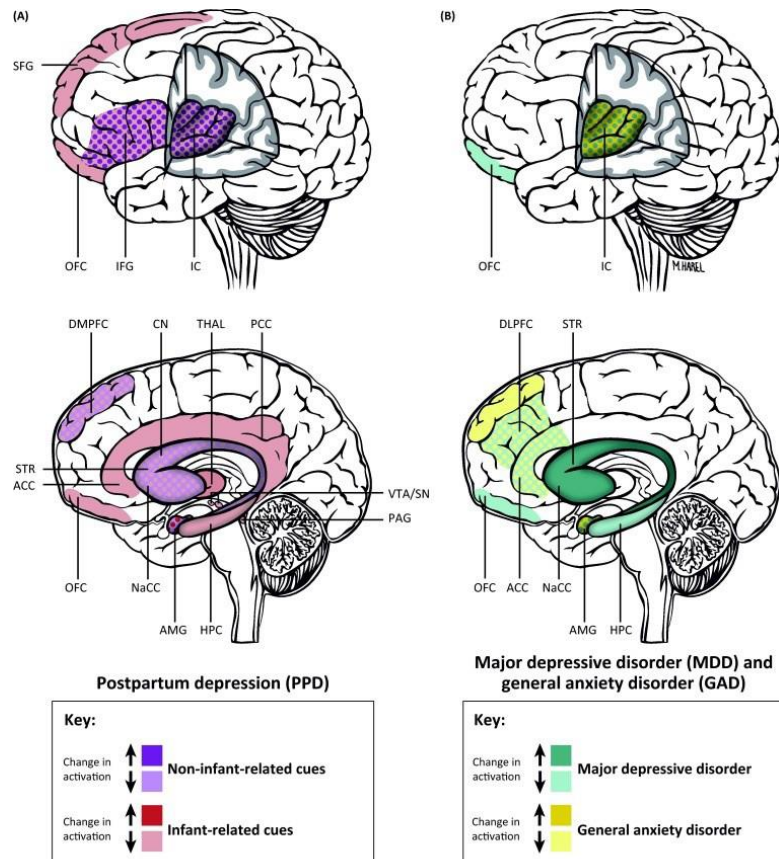 (A)
(B)
SFG
OFC IFG IC
OFC IC
M.HAREL
DMPFC CN THAL PCC
DLPFC STR
STR
ACC
VTA/SN
PAG
OFC NaCC
AMG HPC
OFC ACC NaCC
AMG HPC
Postpartum depression (PPD)
Key:
Change in
activation
Non-infant-related cues
Change in
activation
Infant-related cues
Major depressive disorder (MDD) and
general anxiety disorder (GAD)
Key:
Change in
activation
Major depressive disorder
Change in
activation
General anxiety disorder